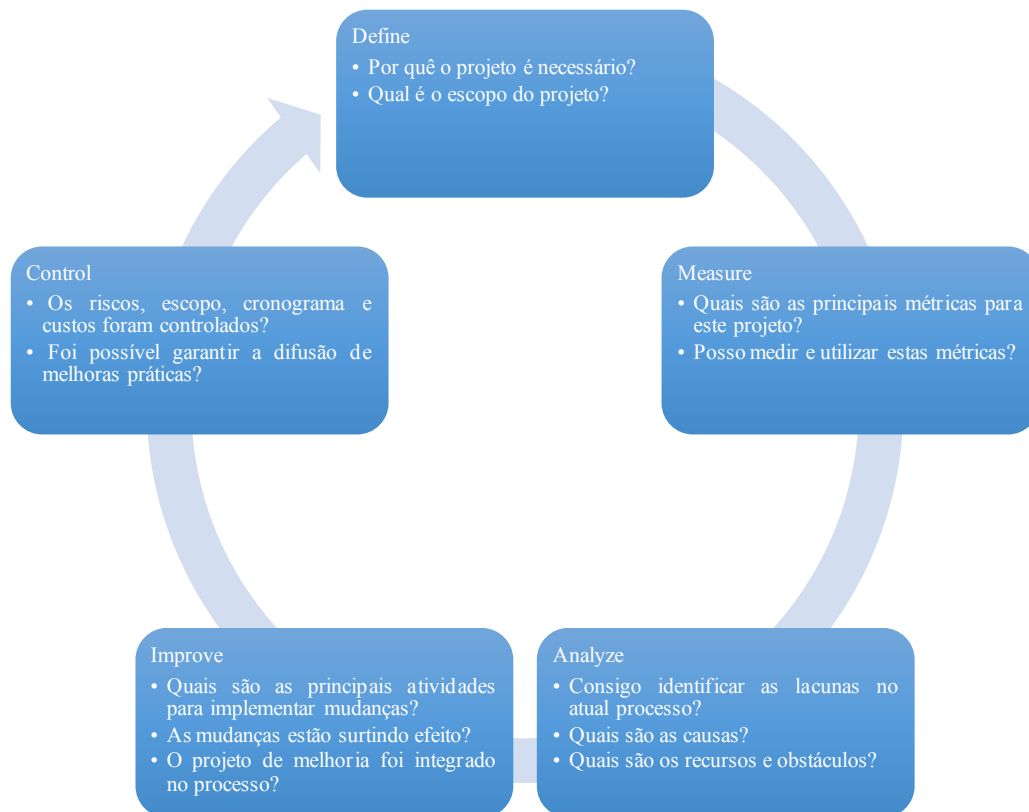 Define
• Por quê o projeto é necessário?
• Qual é o escopo do projeto?
Measure
• Quais são as principais métricas para
este projeto?
• Posso medir e utilizar estas métricas?
Analyze
• Consigo identificar as lacunas no
atual processo?
• Quais são as causas?
• Quais são os recursos e obstáculos?
Improve
• Quais são as principais atividades
para implementar mudanças?
• As mudanças estão surtindo efeito?
• O projeto de melhoria foi integrado
no processo?
Control
• Os riscos, escopo, cronograma e
custos foram controlados?
• Foi possível garantir a difusão de
melhoras práticas?